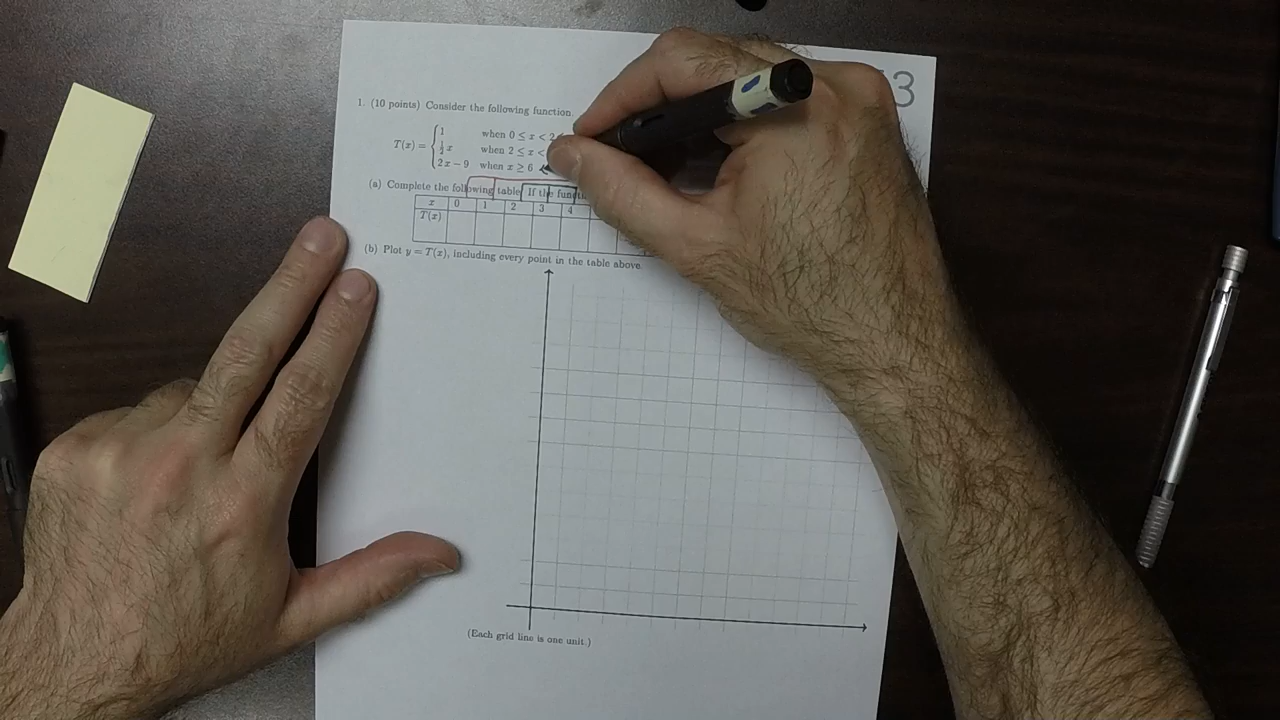 3
1. (10 points) Consider the following function
T(x) = { 1 when 0 ≤ x < 2
½ x when 2 ≤ x <
2x − 9 when x ≥ 6
(a) Complete the following table. If the
x 0 1 2 3 4
T(x)
(b) Plot y = T(x), including every point in the table above.
(Each grid line is one unit.)